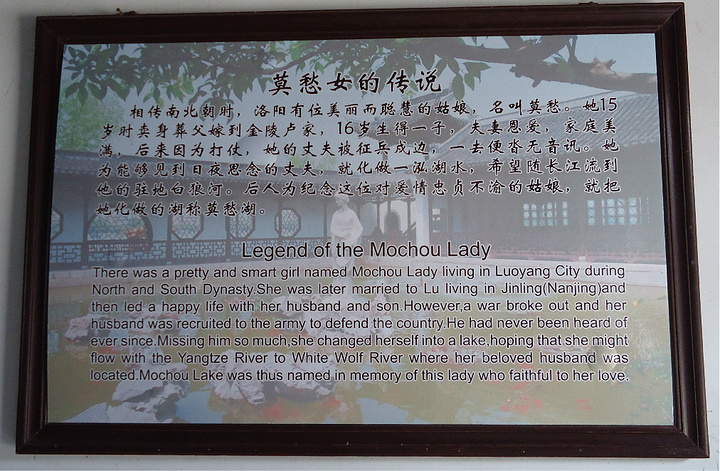 莫愁女的传说
相传南北朝时，洛阳有位美丽而聪慧的姑娘，名叫莫愁。她15
岁时卖身葬父嫁到金陵卢家，16岁生得一子，夫妻恩爱，家庭美
满，后来因为打仗，她的丈夫被征兵戍边，一去便杳无音讯。她
为能够见到日夜思念的丈夫，就化做一泓湖水，希望随长江流到
他的驻地白狼河。后人为纪念这位对爱情忠贞不渝的姑娘，就把
她化做的湖称莫愁湖。
Legend of the Mochou Lady
There was a pretty and smart girl named Mochou Lady living in Luoyang City during
North and South Dynasty.She was later married to Lu living in Jinling(Nanjing)and
then led a happy life with her husband and son.However,a war broke out and her
husband was recruited to the army to defend the country.He had never been heard of
ever since.Missing him so much,she changed herself into a lake,hoping that she might
flow with the Yangtze River to White Wolf River where her beloved husband was
located.Mochou Lake was thus named in memory of this lady who faithful to her love.